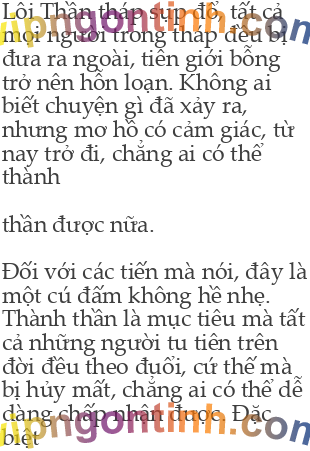 Lôi Thần tháp sụp đổ, tất cả
mọi người trong tháp đều bị
đưa ra ngoài, tiên giới bỗng
trở nên hỗn loạn. Không ai
biết chuyện gì đã xảy ra,
nhưng mơ hồ có cảm giác, từ
nay trở đi, chẳng ai có thể
thành
thần được nữa.
Đối với các tiến mà nói, đây là
một cú đấm không hề nhẹ.
Thành thần là mục tiêu mà tất
cả những người tu tiên trên
đời đều theo đuổi, cứ thế mà
bị hủy mất, chẳng ai có thể dễ
dàng chấp nhận được. Đặc
biệt
vipngontinh.com
vipngontinh.com